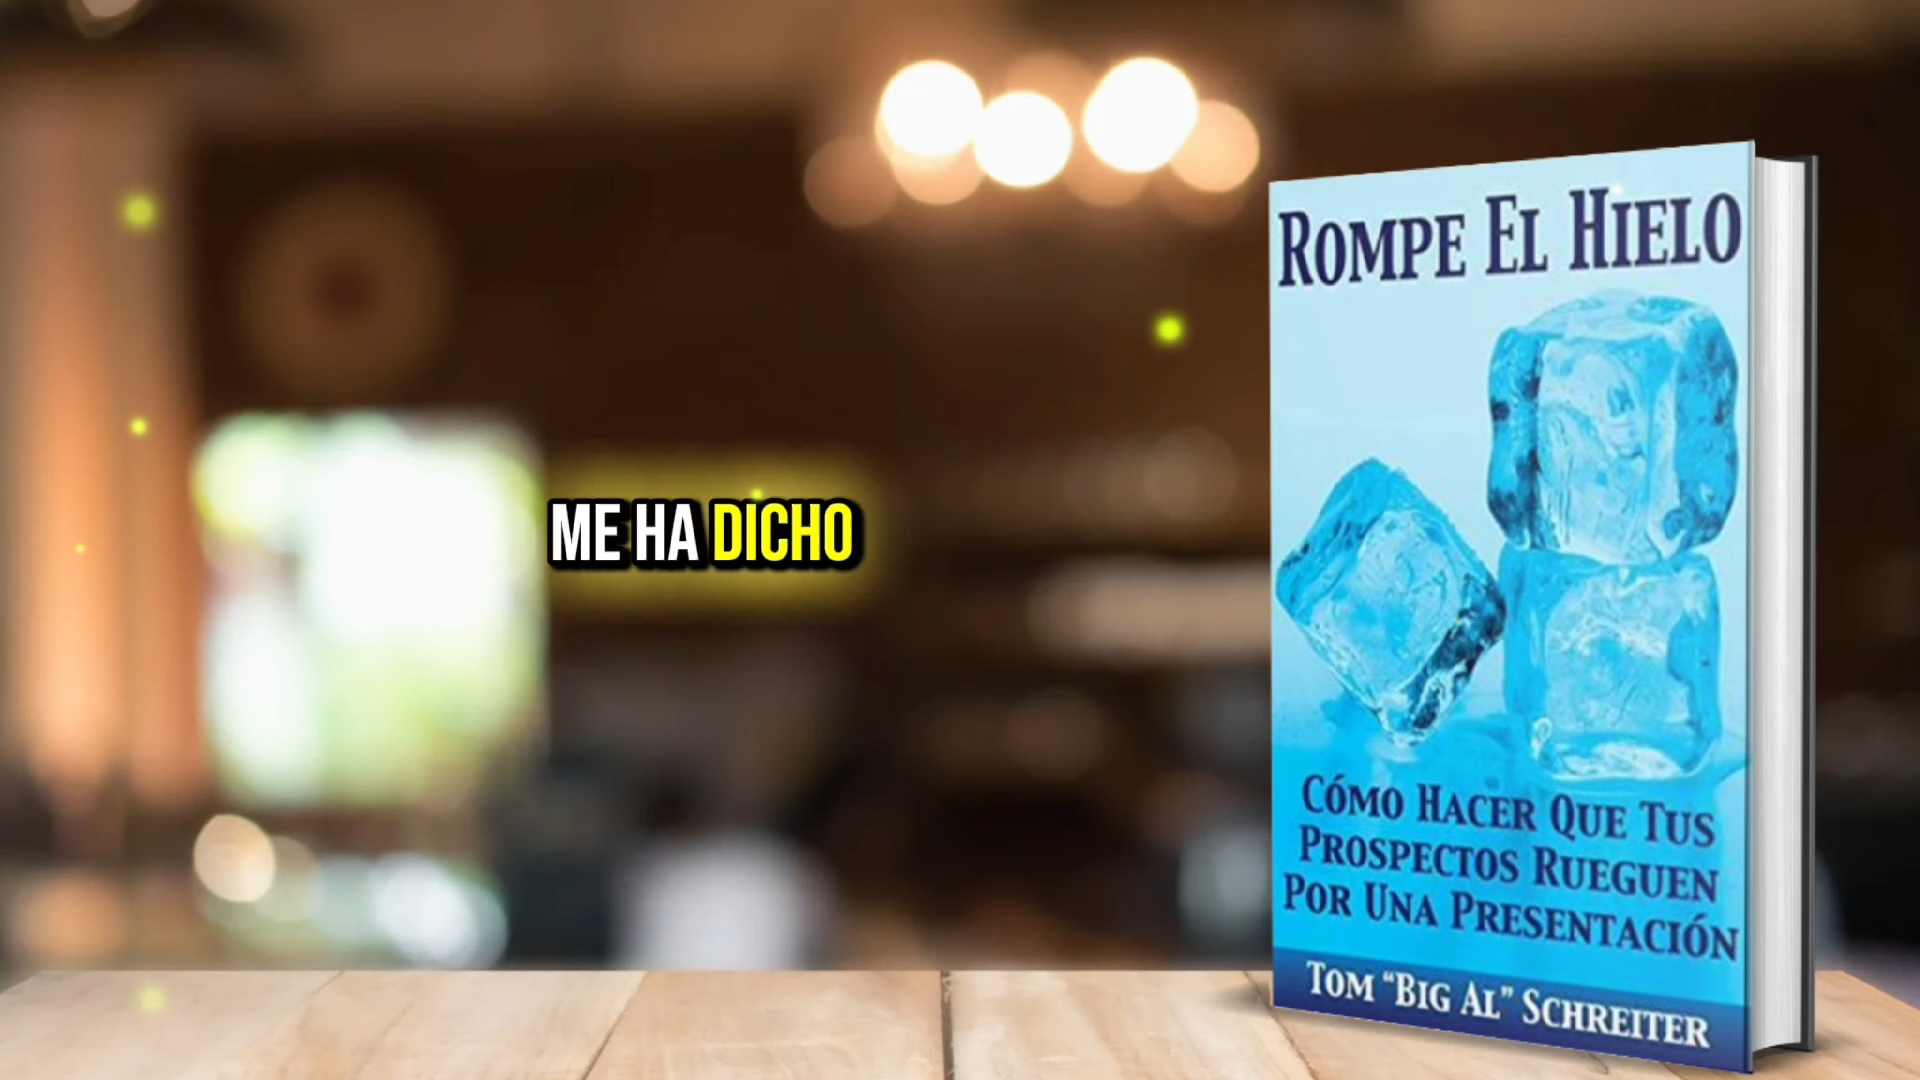 ROMPE EL HIELO
ME HA DICHO
CÓMO HACER QUE TUS
PROSPECTOS RUEGUEN
POR UNA PRESENTACIÓN
TOM “BIG AL” SCHREITER